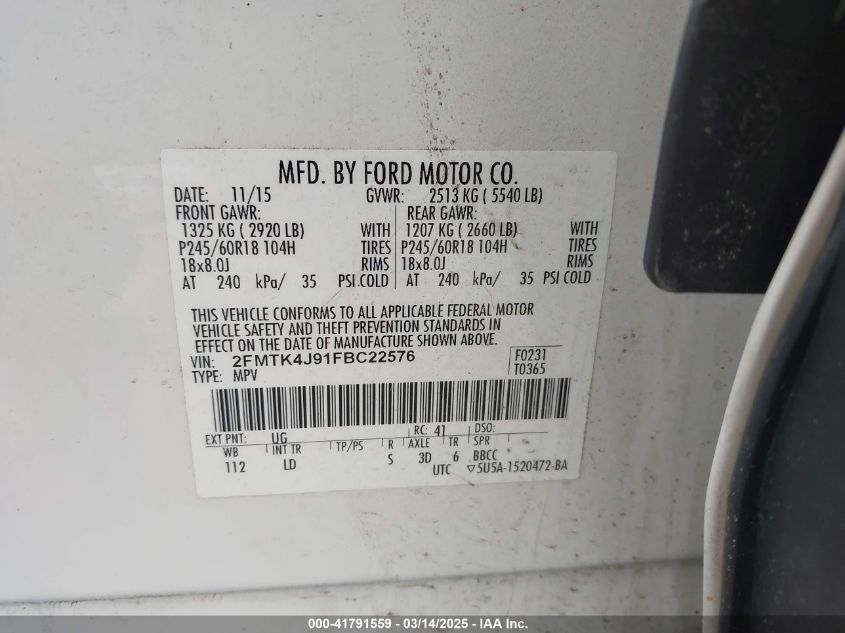 MFD. BY FORD MOTOR CO.
DATE: 11/15 GVWR: 2513 KG ( 5540 LB)
FRONT GAWR: REAR GAWR:
1325 KG ( 2920 LB) WITH 1207 KG ( 2660 LB) WITH
P245/60R18 104H TIRES P245/60R18 104H TIRES
18x8.0J RIMS 18x8.0J RIMS
AT 240 kPa/ 35 PSI COLD AT 240 kPa/ 35 PSI COLD
THIS VEHICLE CONFORMS TO ALL APPLICABLE FEDERAL MOTOR
VEHICLE SAFETY AND THEFT PREVENTION STANDARDS IN
EFFECT ON THE DATE OF MANUFACTURE SHOWN ABOVE.
VIN: 2FMTK4J91FBC22576 F0231
TYPE: MPV T0365
EXT PNT: UG RC: 41 DSO:
WB INT TR TP/PS R AXLE TR SPR
112 LD S 3D 6 BBCC
UTC ▽5U5A-1520472-BA
000-41791559 — 03/14/2025 — © IAA Inc.